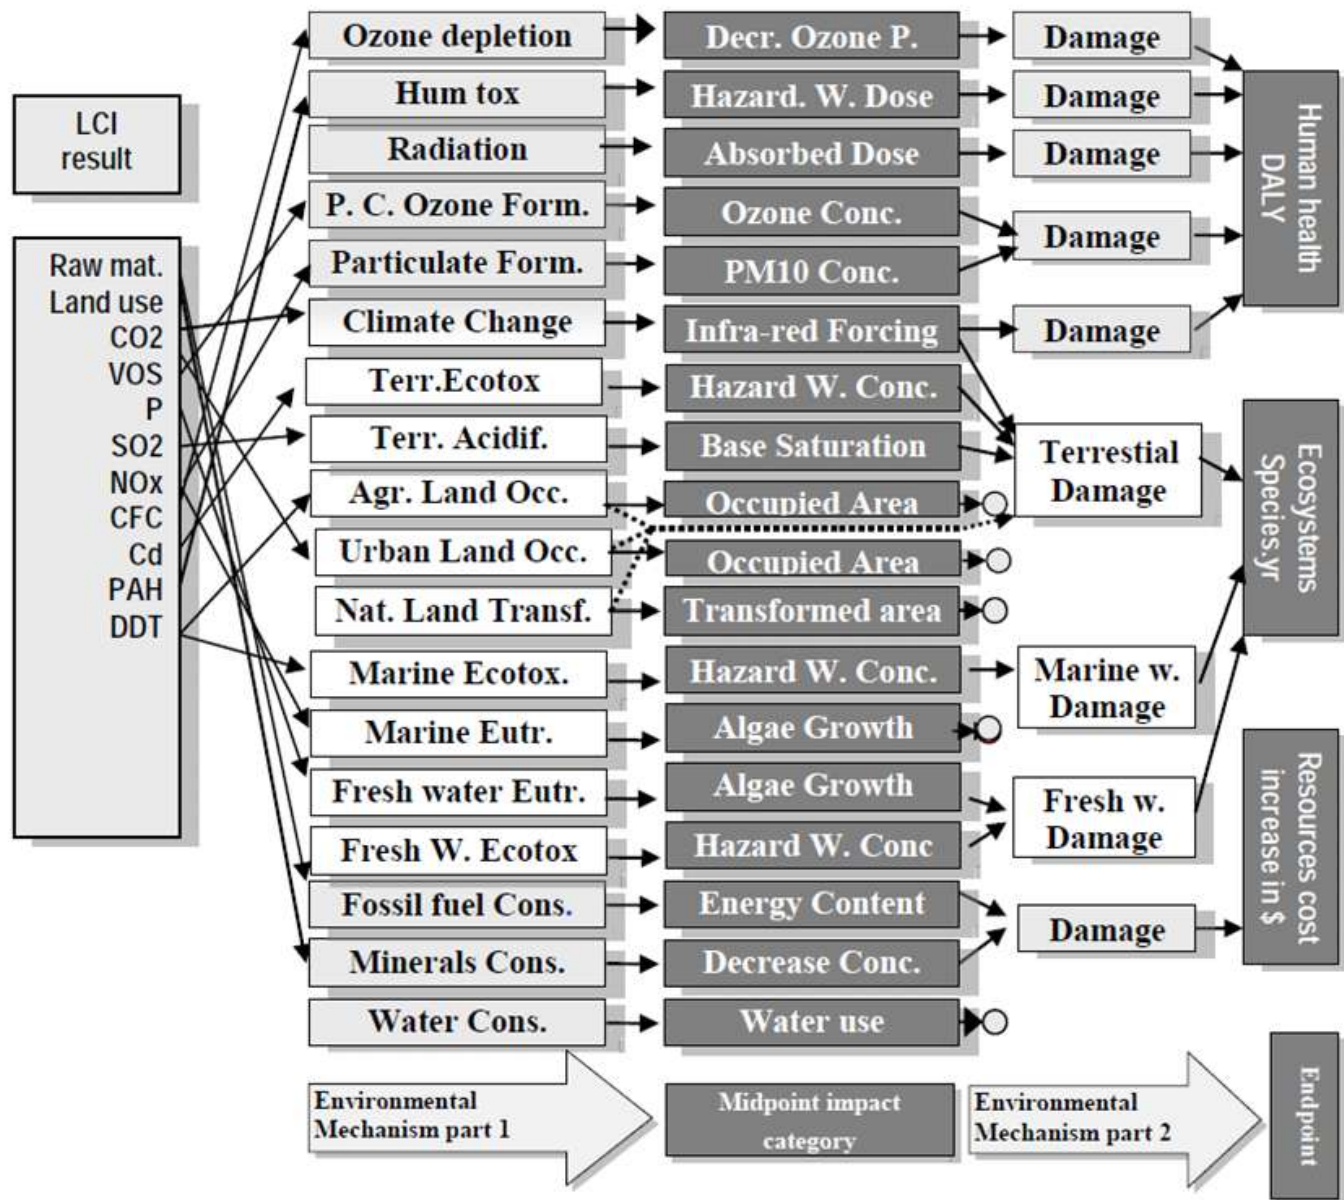 LCI
result
Raw mat.
Land use
CO2
VOS
P
SO2
NOx
CFC
Cd
PAH
DDT
Ozone depletion
Hum tox
Radiation
P. C. Ozone Form.
Particulate Form.
Climate Change
Terr.Ecotox
Terr. Acidif.
Agr. Land Occ.
Urban Land Occ.
Nat. Land Transf.
Marine Ecotox.
Marine Eutr.
Fresh water Eutr.
Fresh W. Ecotox
Fossil fuel Cons.
Minerals Cons.
Water Cons.
Decr. Ozone P.
Hazard. W. Dose
Absorbed Dose
Ozone Conc.
PM10 Conc.
Infra-red Forcing
Hazard W. Conc.
Base Saturation
Occupied Area
Occupied Area
Transformed area
Hazard W. Conc.
Algae Growth
Algae Growth
Hazard W. Conc
Energy Content
Decrease Conc.
Water use
Damage
Damage
Damage
Damage
Damage
Terrestial
Damage
Marine w.
Damage
Fresh w.
Damage
Damage
Human health
DALY
Ecosystems
Species.yr
Resources cost
increase in $
Environmental
Mechanism part 1
Midpoint impact
category
Environmental
Mechanism part 2
Endpoint